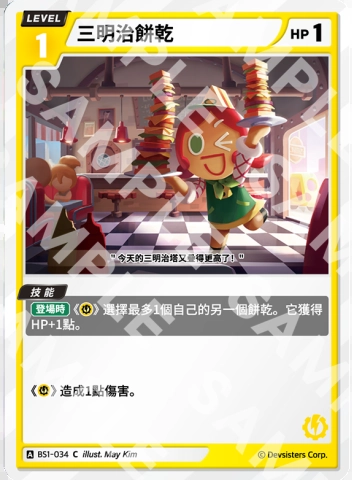 LEVEL
1
三明治餅乾
HP 1
"今天的三明治塔又疊得更高了！"
技能
登場時 《 》選擇最多1個自己的另一個餅乾。它獲得
HP+1點。
《 》造成1點傷害。
A BS1-034 C illust. May Kim
© Devsisters Corp.
SAMPLE